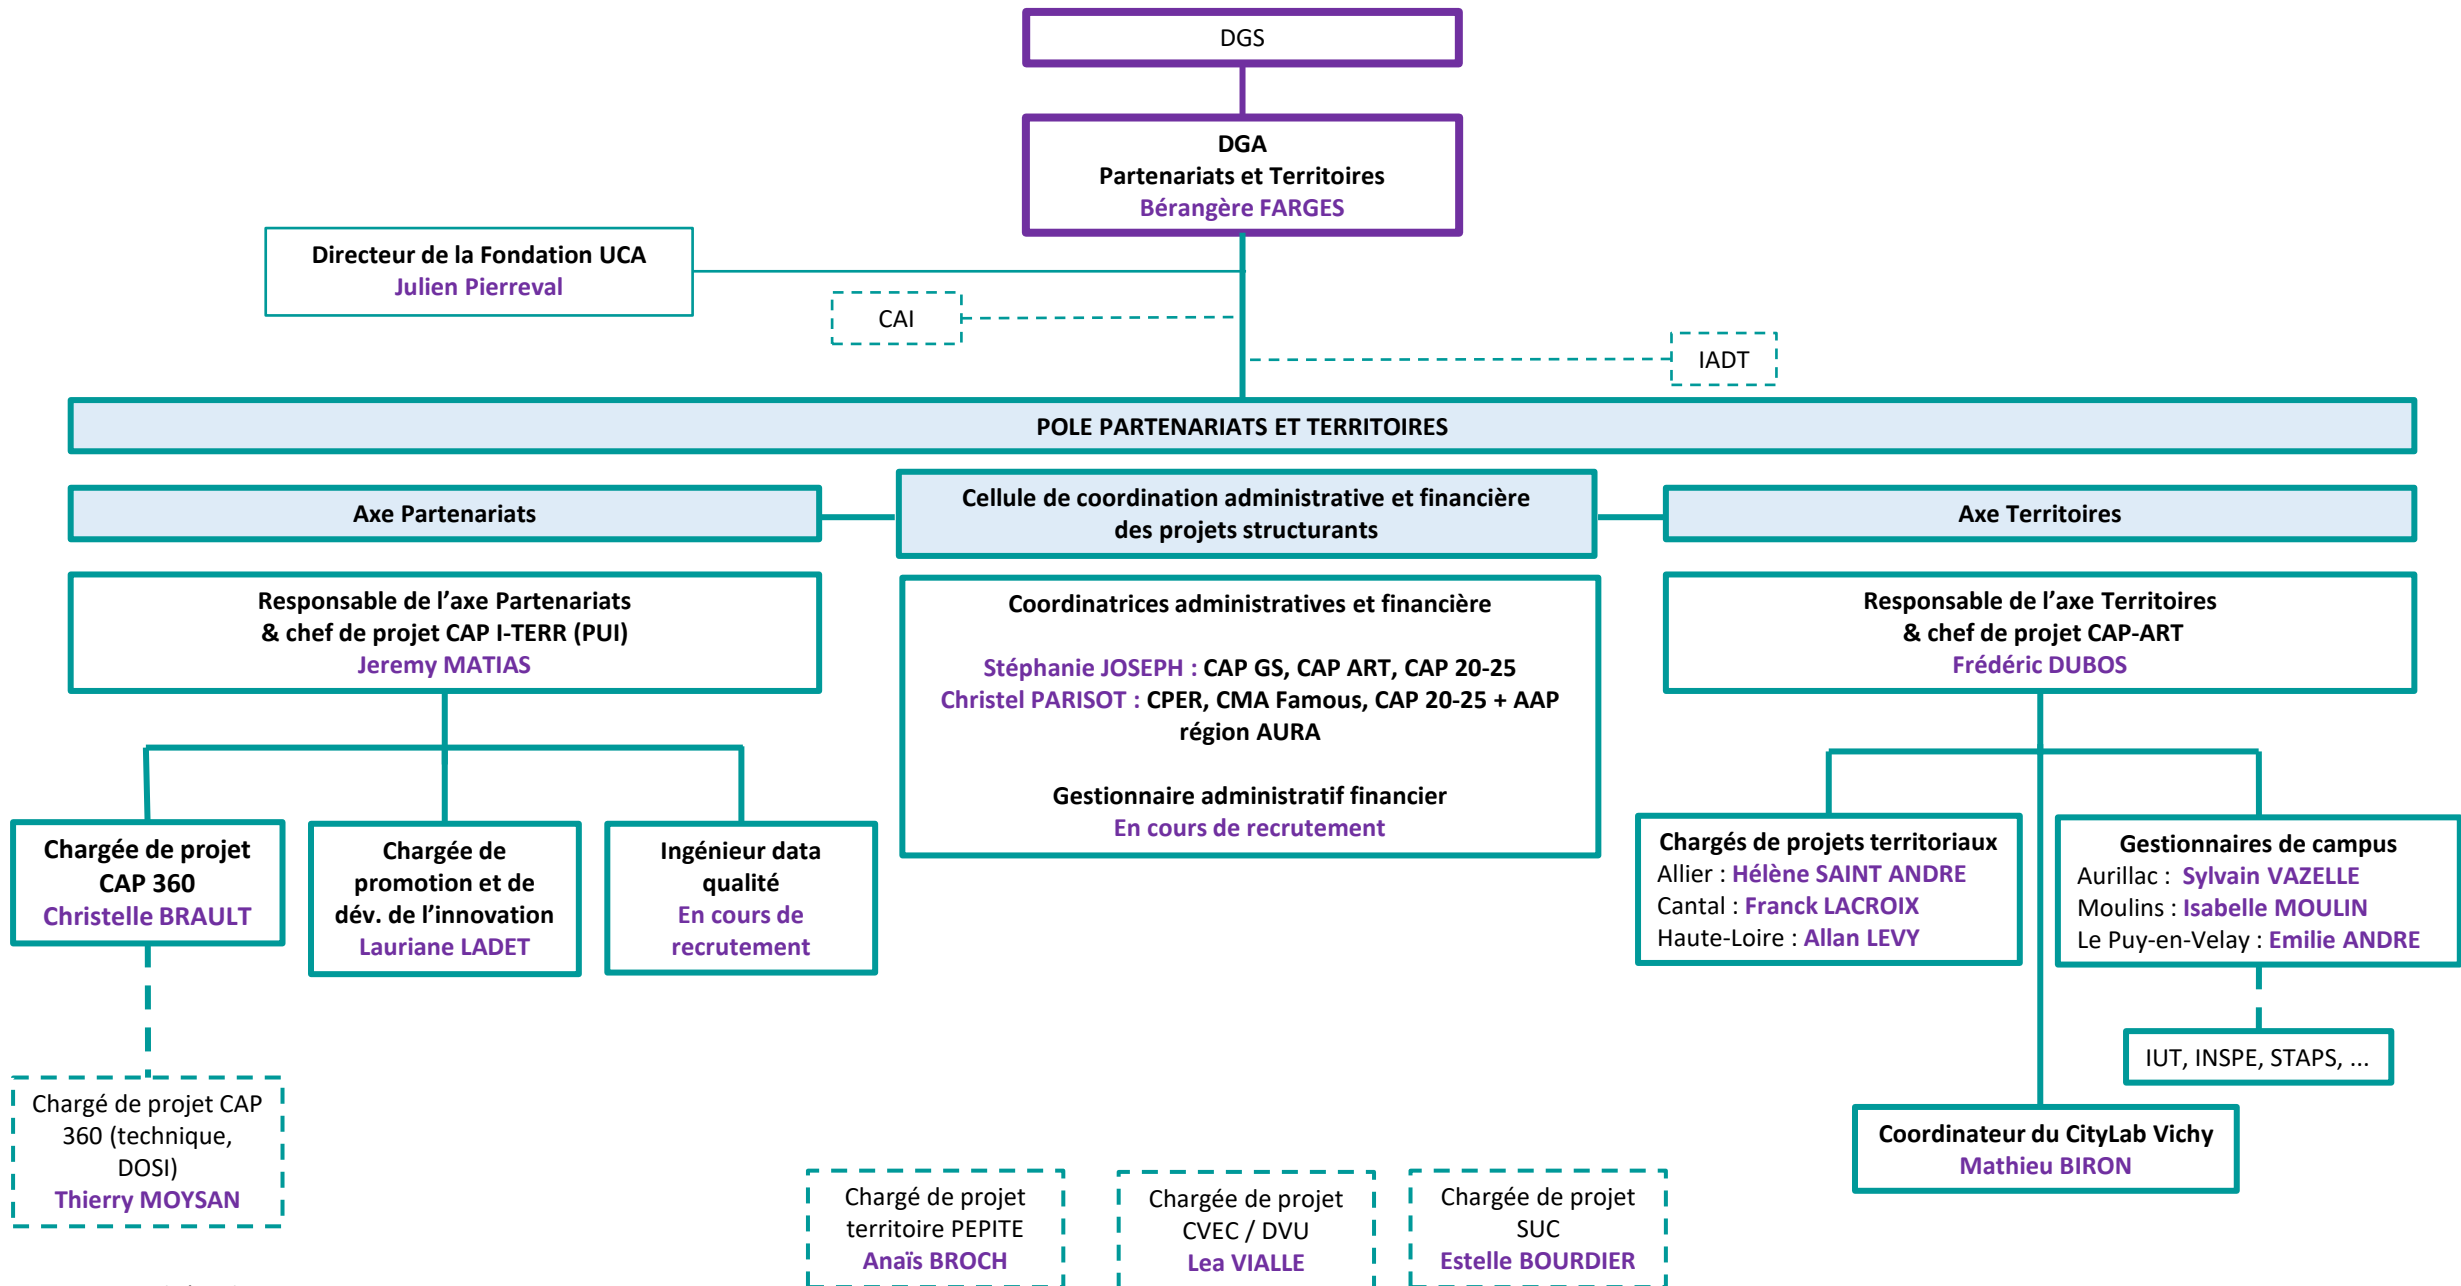 DGS
DGA
Partenariats et Territoires
Bérangère FARGES
Directeur de la Fondation UCA
Julien Pierreval
CAI
IADT
POLE PARTENARIATS ET TERRITOIRES
Axe Partenariats
Cellule de coordination administrative et financière
des projets structurants
Axe Territoires
Responsable de l’axe Partenariats
& chef de projet CAP I-TERR (PUI)
Jeremy MATIAS
Coordinatrices administratives et financière
Stéphanie JOSEPH : CAP GS, CAP ART, CAP 20-25
Christel PARISOT : CPER, CMA Famous, CAP 20-25 + AAP
région AURA
Gestionnaire administratif financier
En cours de recrutement
Responsable de l’axe Territoires
& chef de projet CAP-ART
Frédéric DUBOS
Chargée de projet
CAP 360
Christelle BRAULT
Chargée de
promotion et de
dév. de l’innovation
Lauriane LADET
Ingénieur data
qualité
En cours de
recrutement
Chargés de projets territoriaux
Allier : Hélène SAINT ANDRE
Cantal : Franck LACROIX
Haute-Loire : Allan LEVY
Gestionnaires de campus
Aurillac : Sylvain VAZELLE
Moulins : Isabelle MOULIN
Le Puy-en-Velay : Emilie ANDRE
IUT, INSPE, STAPS, ...
Chargé de projet CAP
360 (technique,
DOSI)
Thierry MOYSAN
Coordinateur du CityLab Vichy
Mathieu BIRON
Chargé de projet
territoire PEPITE
Anaïs BROCH
Chargée de projet
CVEC / DVU
Lea VIALLE
Chargée de projet
SUC
Estelle BOURDIER